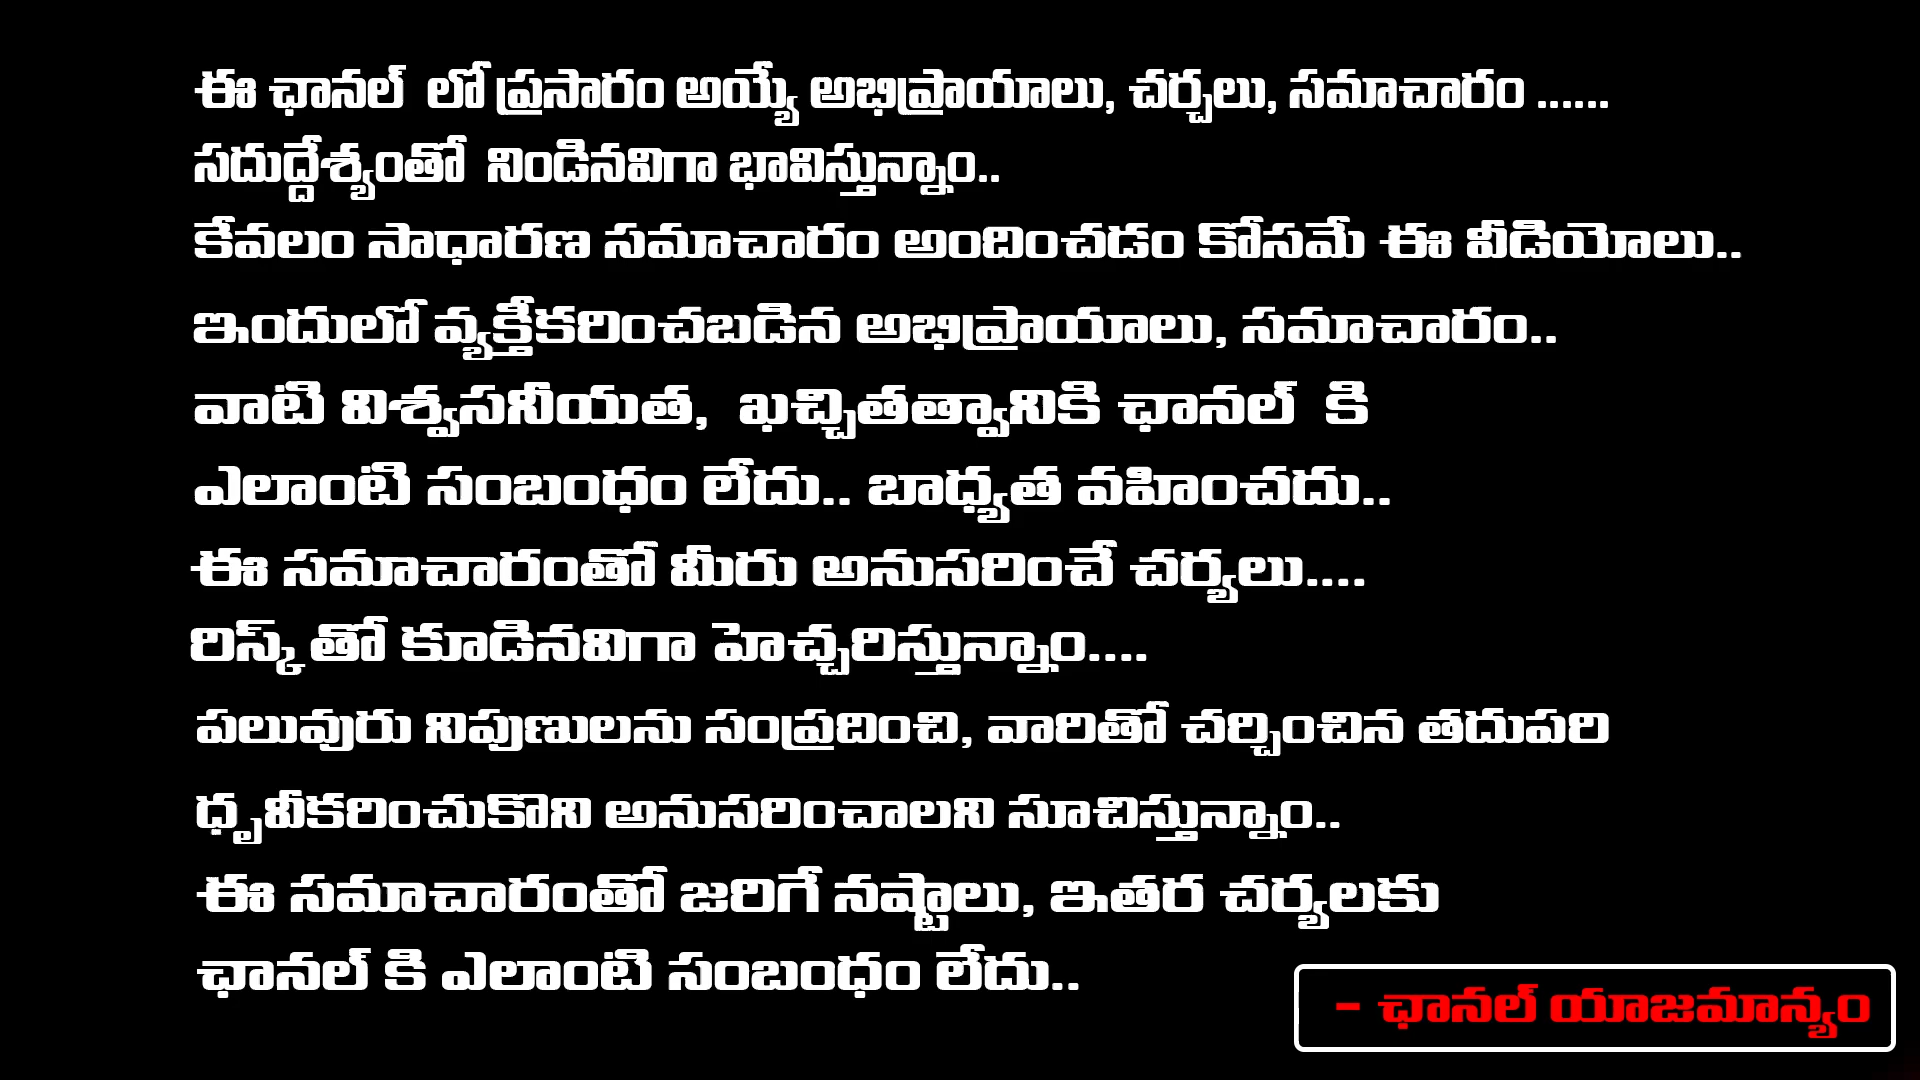 ఈ ఛానల్ లో ప్రసారం అయ్యే అభిప్రాయాలు, చర్చలు, సమాచారం ......
సదుద్దేశ్యంతో నిండినవిగా భావిస్తున్నాం..
కేవలం సాధారణ సమాచారం అందించడం కోసమే ఈ వీడియోలు..
ఇందులో వ్యక్తీకరించబడిన అభిప్రాయాలు, సమాచారం..
వాటి విశ్వసనీయత, ఖచ్చితత్వానికి ఛానల్ కి
ఎలాంటి సంబంధం లేదు.. బాధ్యత వహించదు..
ఈ సమాచారంతో మీరు అనుసరించే చర్యలు....
రిస్క్ తో కూడినవిగా హెచ్చరిస్తున్నాం....
పలువురు నిపుణులను సంప్రదించి, వారితో చర్చించిన తదుపరి
ధృవీకరించుకొని అనుసరించాలని సూచిస్తున్నాం..
ఈ సమాచారంతో జరిగే నష్టాలు, ఇతర చర్యలకు
ఛానల్ కి ఎలాంటి సంబంధం లేదు..
- ఛానల్ యాజమాన్యం